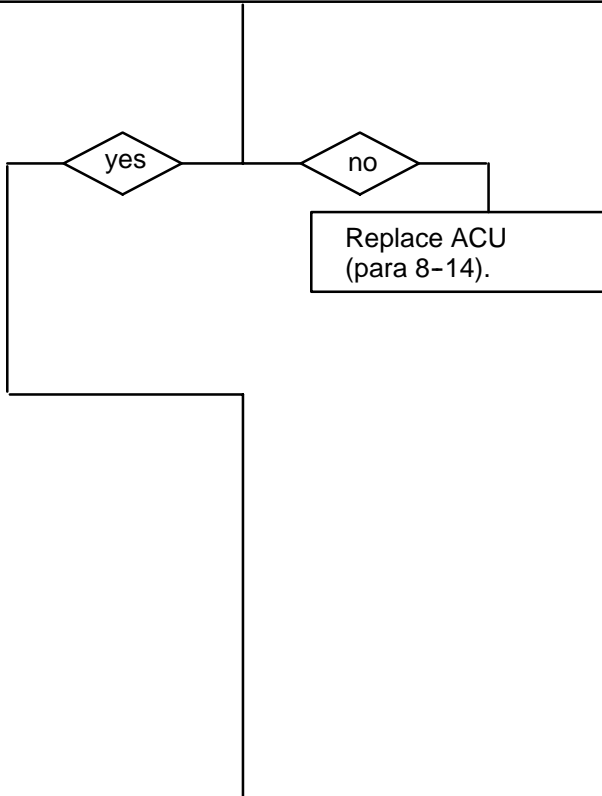 yes
no
Replace ACU
(para 8-14).